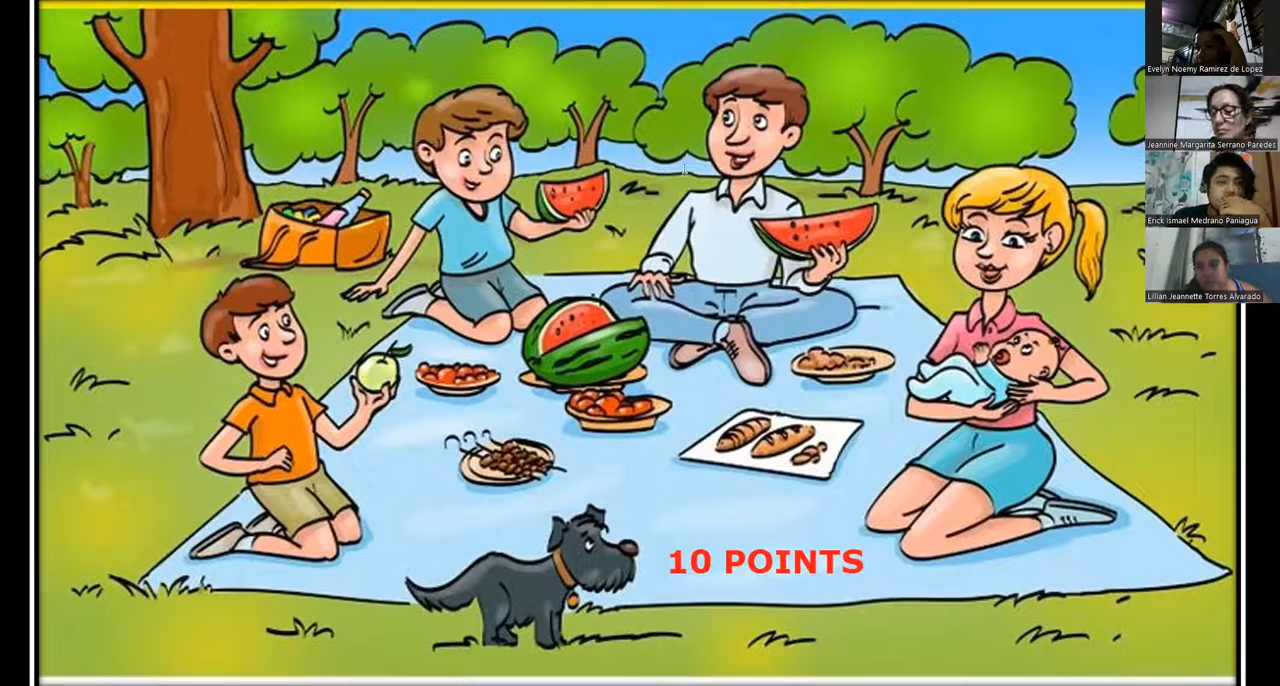 Evelyn Noemy Ramirez de Lopez
Jeannine Margarita Serrano Paredes
Erick Ismael Medrano Paniagua
Lilian Jeannette Torres Alvarado
10 POINTS